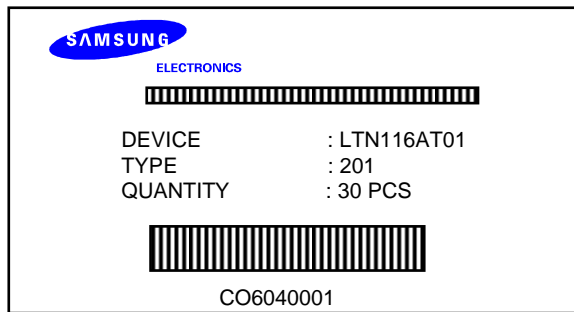 SAMSUNG
ELECTRONICS
DEVICE : LTN116AT01
TYPE : 201
QUANTITY : 30 PCS
CO6040001